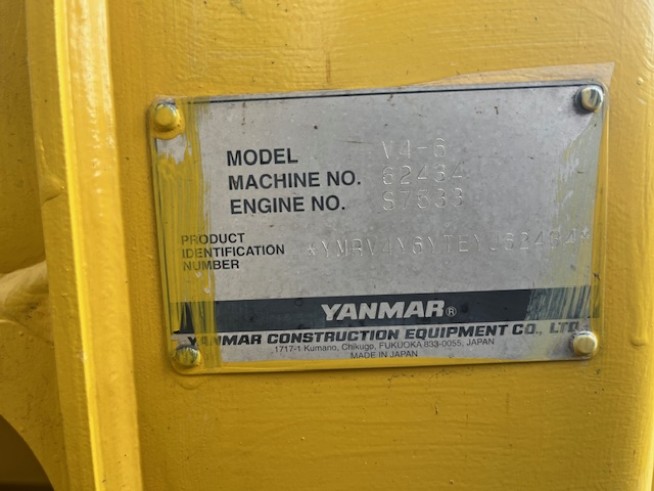 MODEL V4-6
MACHINE NO. 62434
ENGINE NO.
PRODUCT
IDENTIFICATION
NUMBER
YANMAR®
YANMAR CONSTRUCTION EQUIPMENT CO., LTD.
1717-1 Kumano, Chikugo, FUKUOKA 833-0055, JAPAN
MADE IN JAPAN